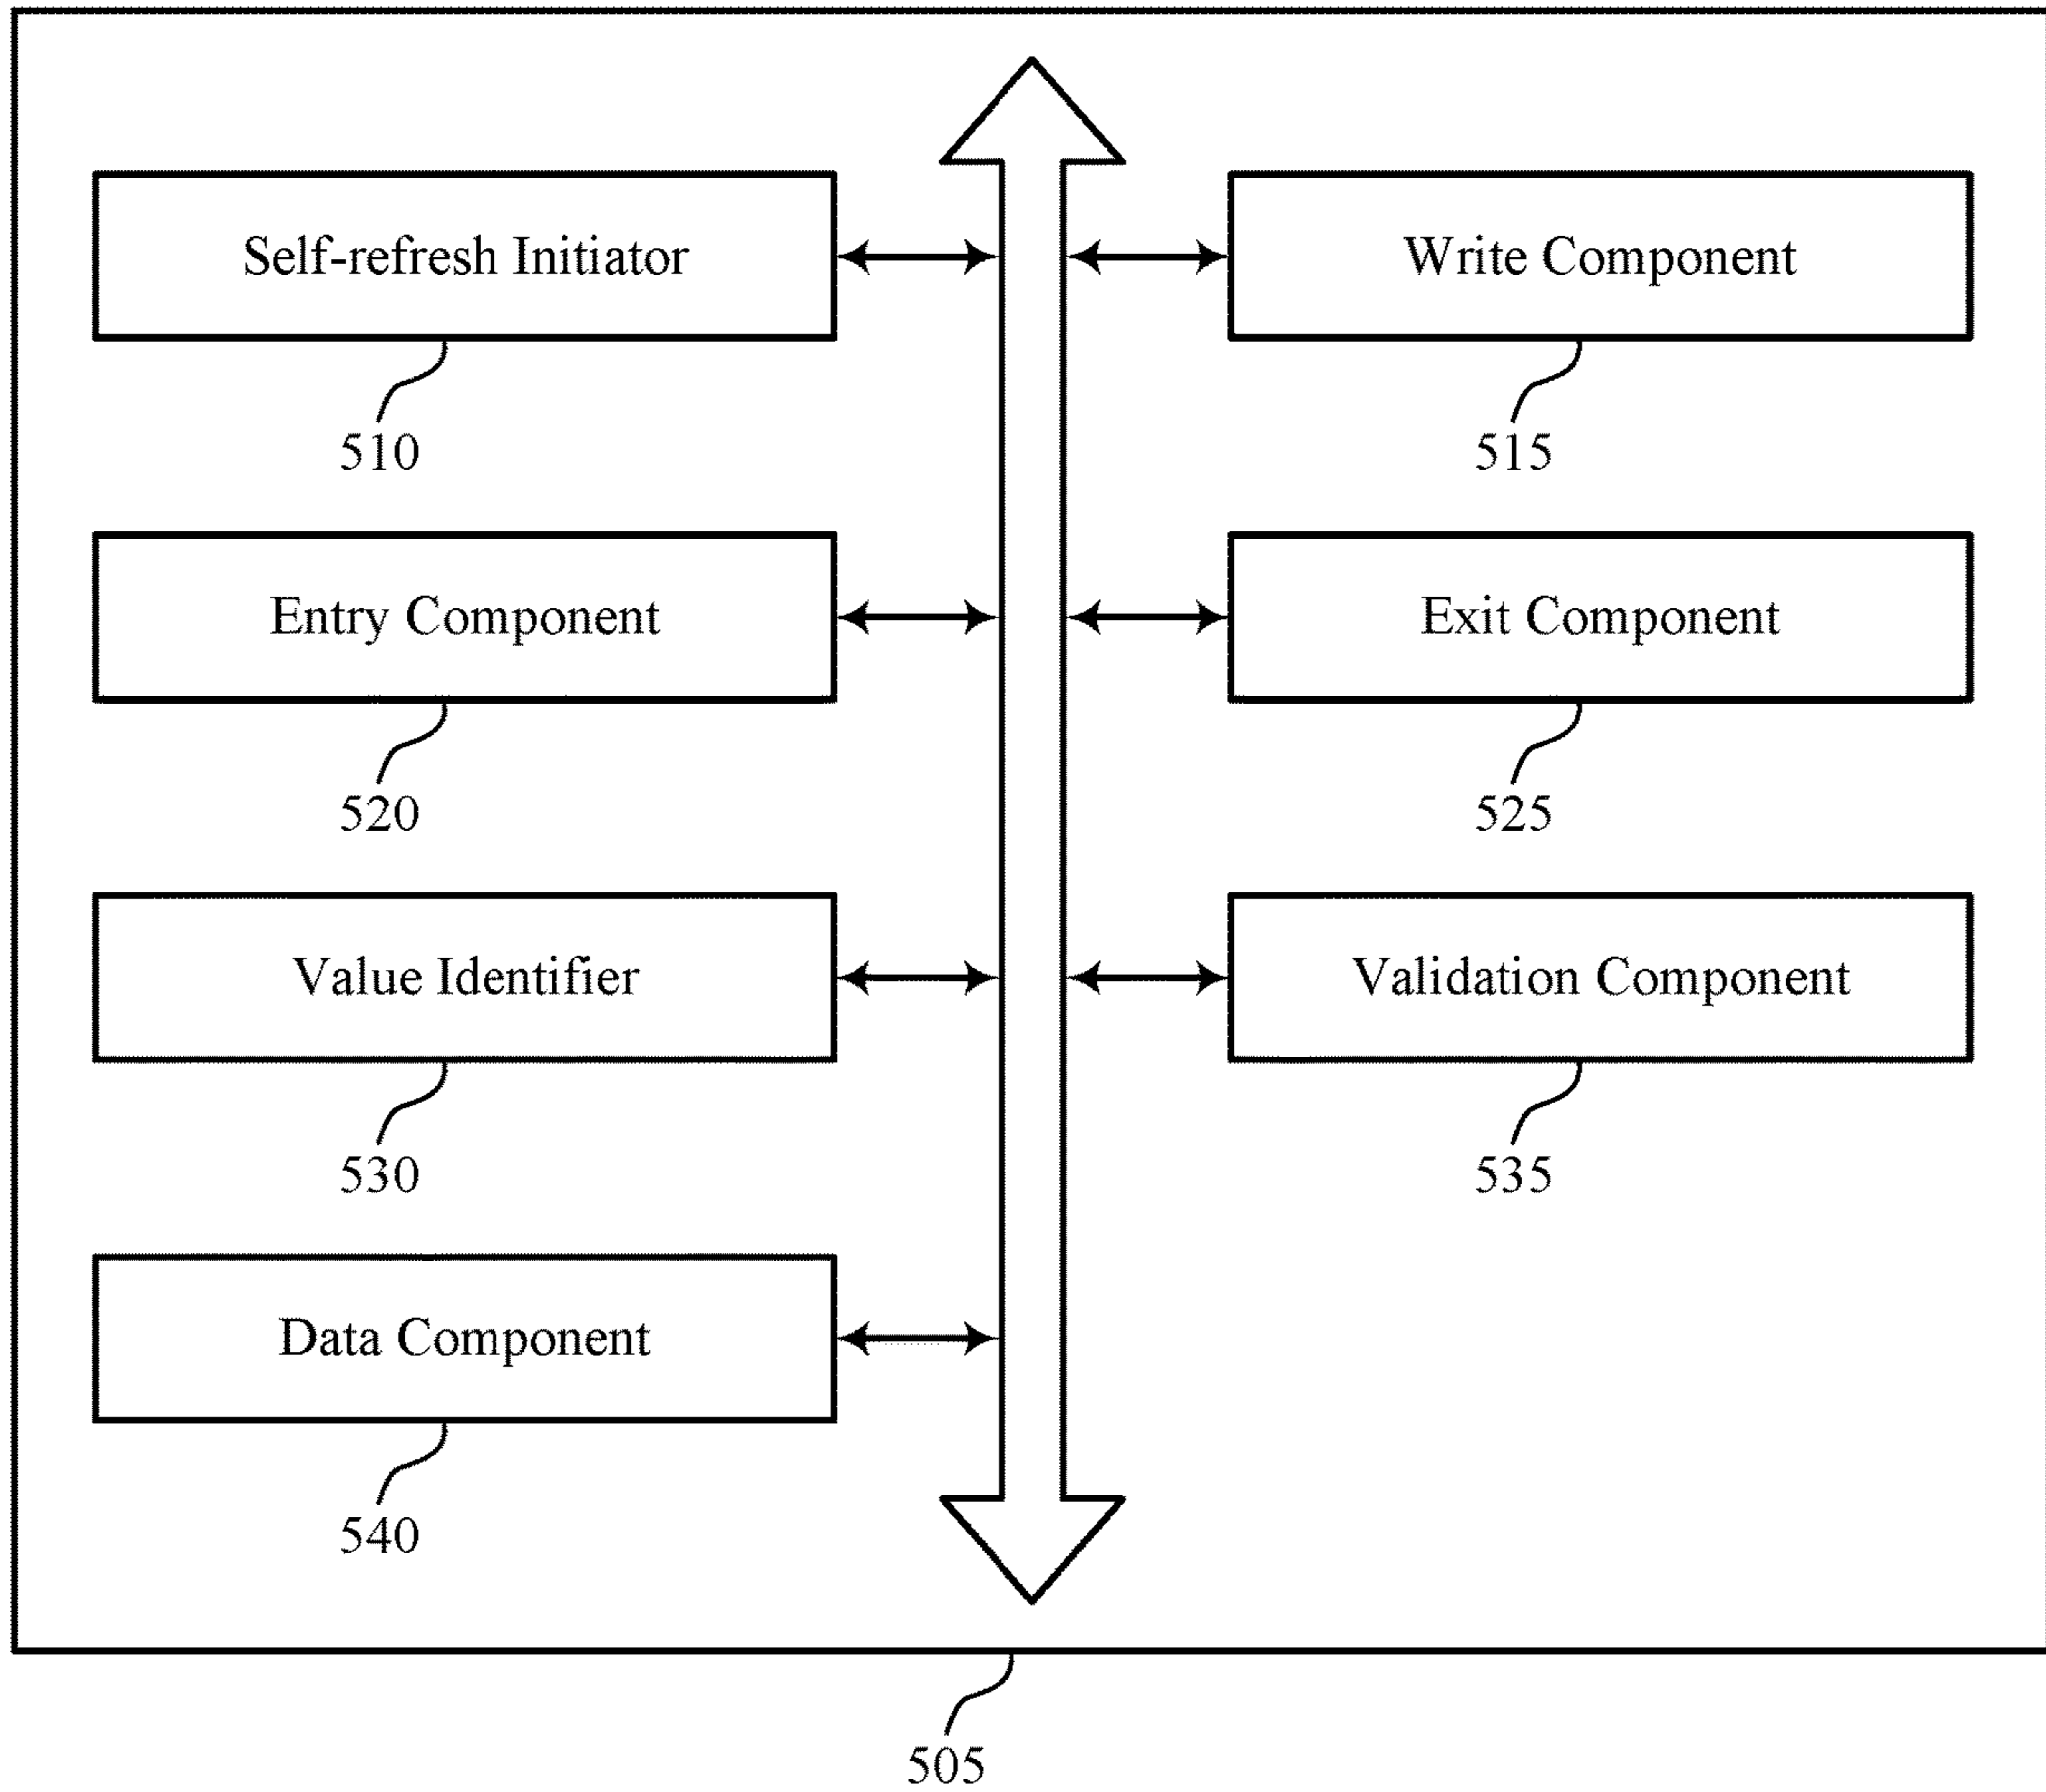 Self-refresh Initiator
Write Component
510
515
Entry Component
Exit Component
520
525
Value Identifier
Validation Component
530
535
Data Component
540
505